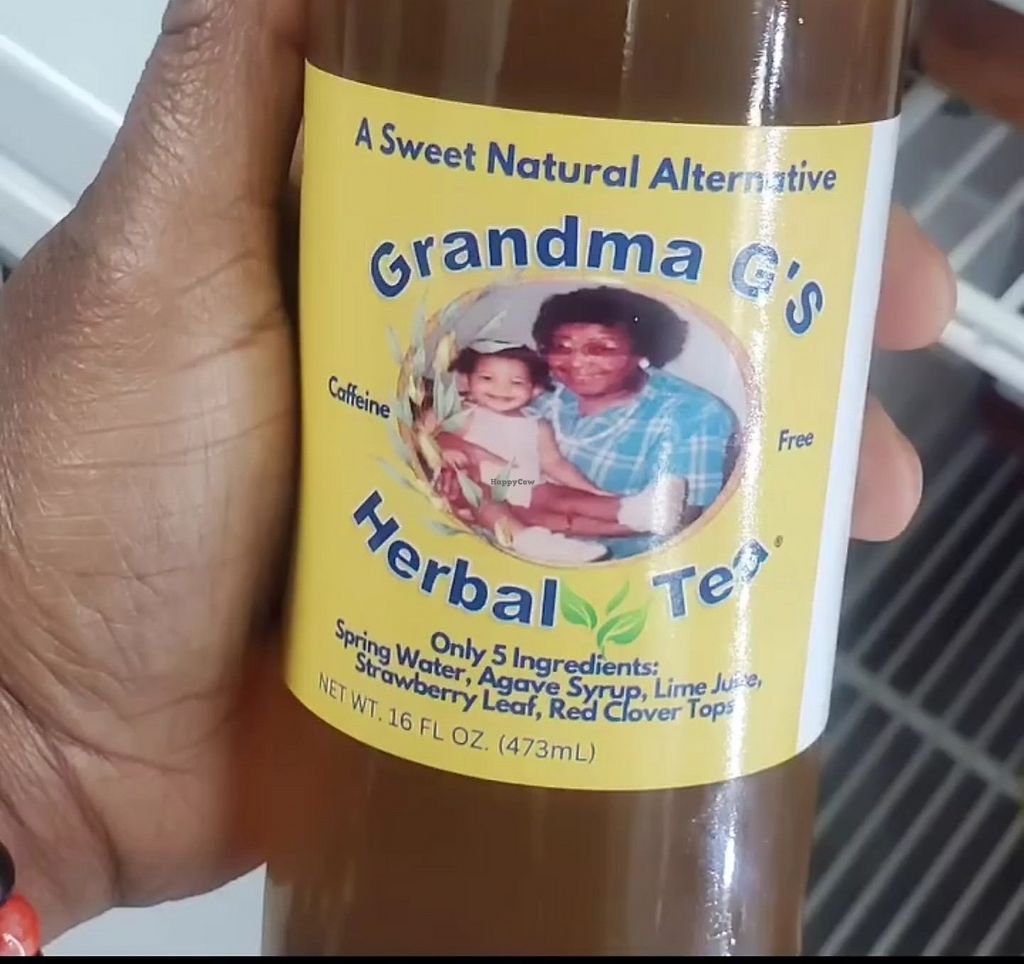 A Sweet Natural Alternative
Grandma G's
Caffeine Free
HappyCow
Herbal Tea®
Only 5 Ingredients:
Spring Water, Agave Syrup, Lime Juice,
Strawberry Leaf, Red Clover Tops
NET WT. 16 FL OZ. (473mL)